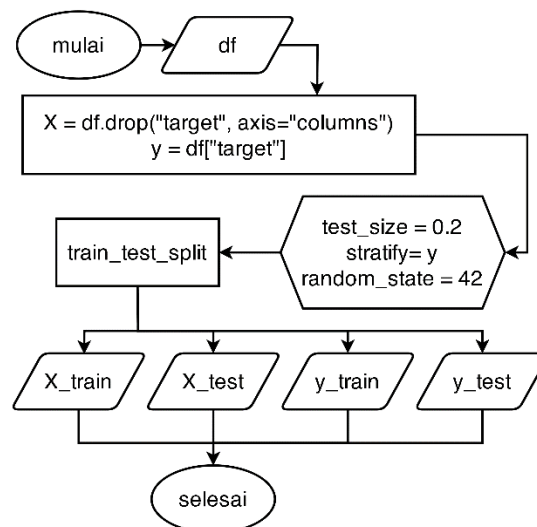 mulai
df
X = df.drop("target", axis="columns")
y = df["target"]
test_size = 0.2
stratify= y
random_state = 42
train_test_split
X_train
X_test
y_train
y_test
selesai